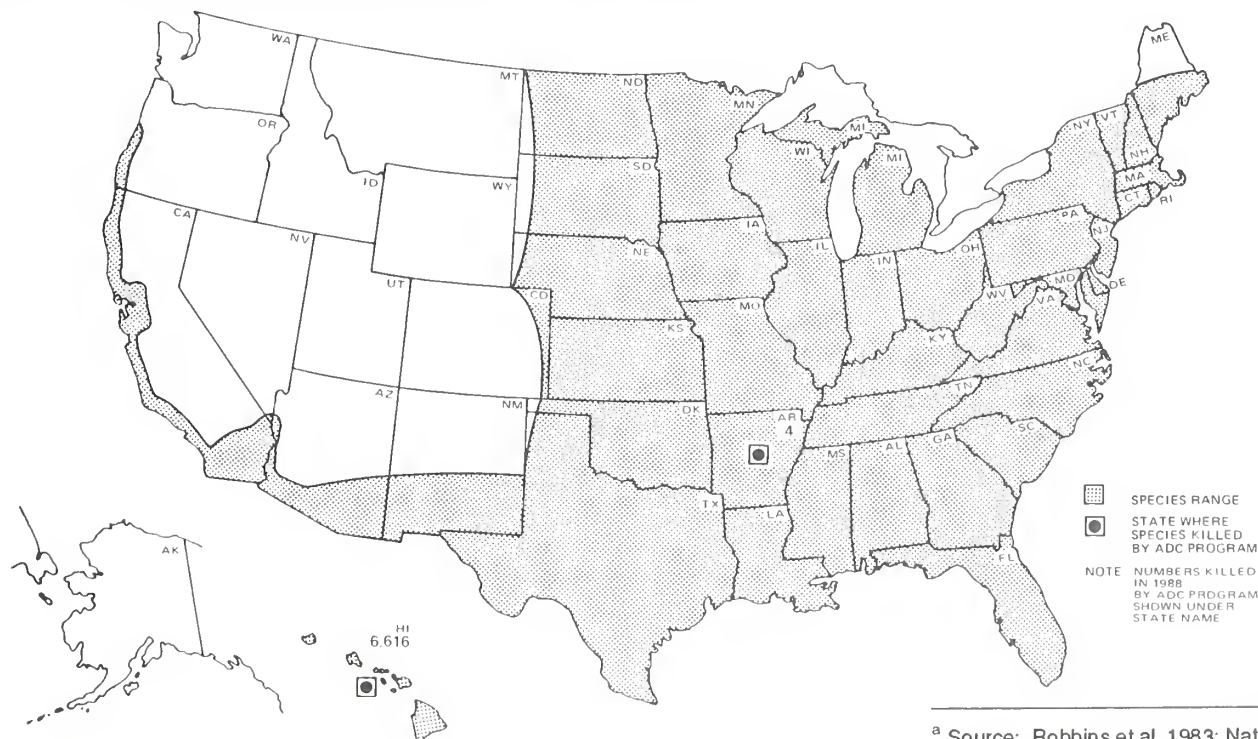 WA
ME
MT
ND
MN
OR
MI
NY
VT
WI
MI
NH
SD
MA
ID
WY
CT
RI
CA
IA
PA
NV
NJ
NE
IL
IN
OH
UT
MD
DE
CD
WV
VA
MO
KS
KY
NC
TN
AZ
NM
OK
AR
4
SC
MS
AL
GA
TX
LA
SPECIES RANGE
STATE WHERE
SPECIES KILLED
BY ADC PROGRAM
AK
FL
NOTE NUMBERS KILLED
IN 1988
BY ADC PROGRAM
SHOWN UNDER
STATE NAME
HI
6,616
a Source: Robbins et al. 1983; Nat